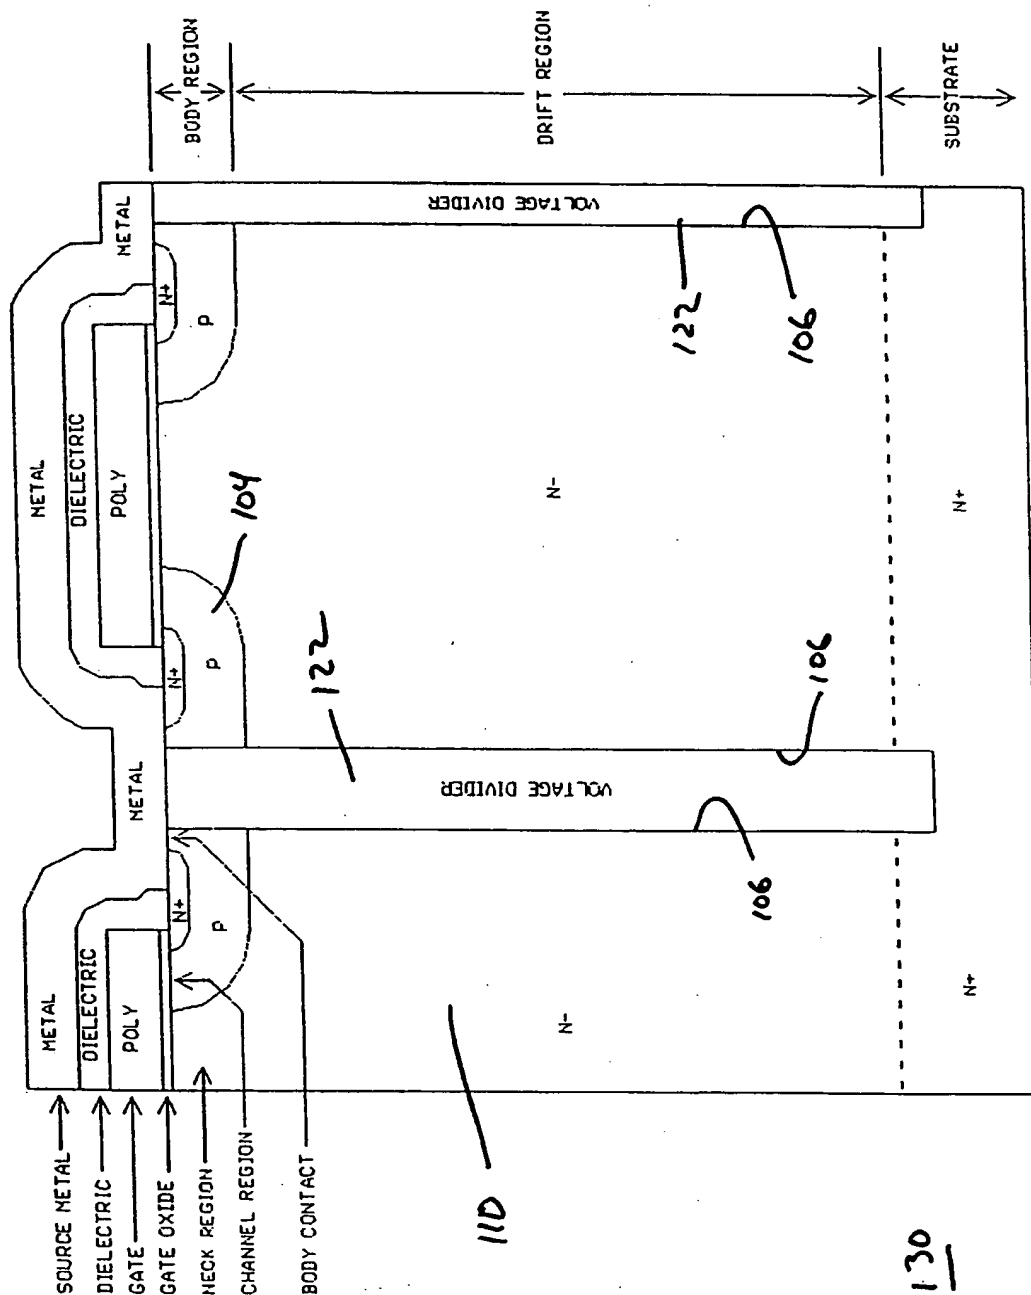 SOURCE METAL
DIELECTRIC
GATE
GATE OXIDE
NECK REGION
CHANNEL REGION
BODY CONTACT
METAL
DIELECTRIC
POLY
METAL
METAL
DIELECTRIC
POLY
METAL
N+
P
N+
P
N+
P
104
BODY REGION
DRIFT REGION
SUBSTRATE
122
VOLTAGE DIVIDER
106
106
VOLTAGE DIVIDER
122
106
110
N-
N-
N+
N+
130